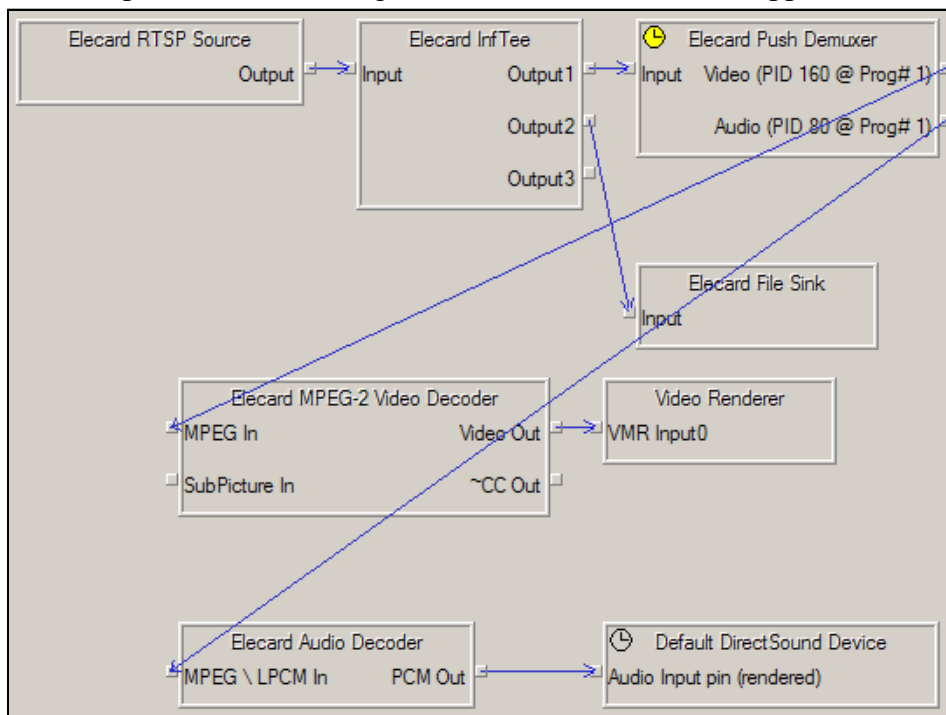 Elecard RTSP Source
Output
Elecard InfTee
Input Output1
Output2
Output3
Elecard Push Demuxer
Input Video (PID 160 @ Prog# 1)
Audio (PID 80 @ Prog# 1)
Elecard File Sink
Input
Elecard MPEG-2 Video Decoder
MPEG In Video Out
SubPicture In ~CC Out
Video Renderer
VMR Input0
Elecard Audio Decoder
MPEG \ LPCM In PCM Out
Default DirectSound Device
Audio Input pin (rendered)